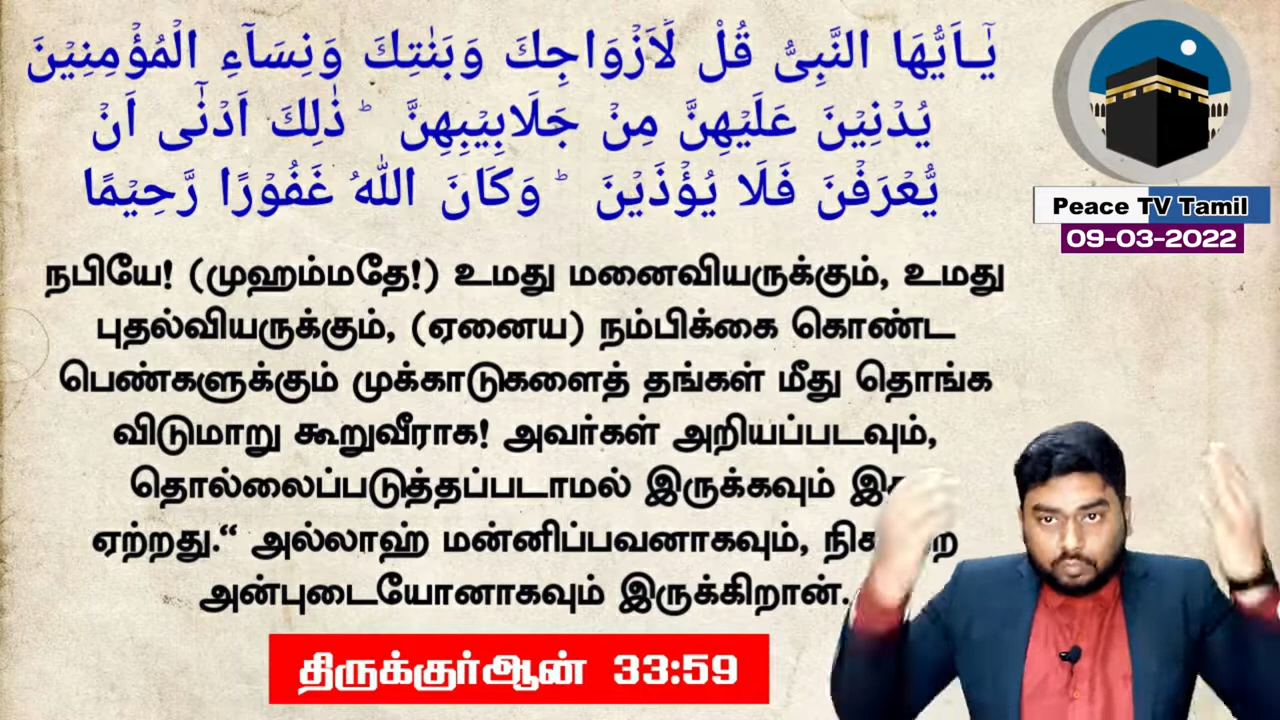 يٰۤـاَيُّهَا النَّبِىُّ قُلْ لِّاَزۡوَاجِكَ وَبَنٰتِكَ وَنِسَآءِ الۡمُؤۡمِنِيۡنَ
يُدۡنِيۡنَ عَلَيۡهِنَّ مِنۡ جَلَابِيۡبِهِنَّ ؕ ذٰلِكَ اَدۡنٰٓى اَنۡ
يُّعۡرَفۡنَ فَلَا يُؤۡذَيۡنَ ؕ وَكَانَ اللّٰهُ غَفُوۡرًا رَّحِيۡمًا
Peace TV Tamil
09-03-2022
நபியே! (முஹம்மதே!) உமது மனைவியருக்கும், உமது
புதல்வியருக்கும், (ஏனைய) நம்பிக்கை கொண்ட
பெண்களுக்கும் முக்காடுகளைத் தங்கள் மீது தொங்க
விடுமாறு கூறுவீராக! அவர்கள் அறியப்படவும்,
தொல்லைப்படுத்தப்படாமல் இருக்கவும்
ஏற்றது.“ அல்லாஹ் மன்னிப்பவனாகவும்,
அன்புடையோனாகவும் இருக்கிறான்.
திருக்குர்ஆன் 33:59